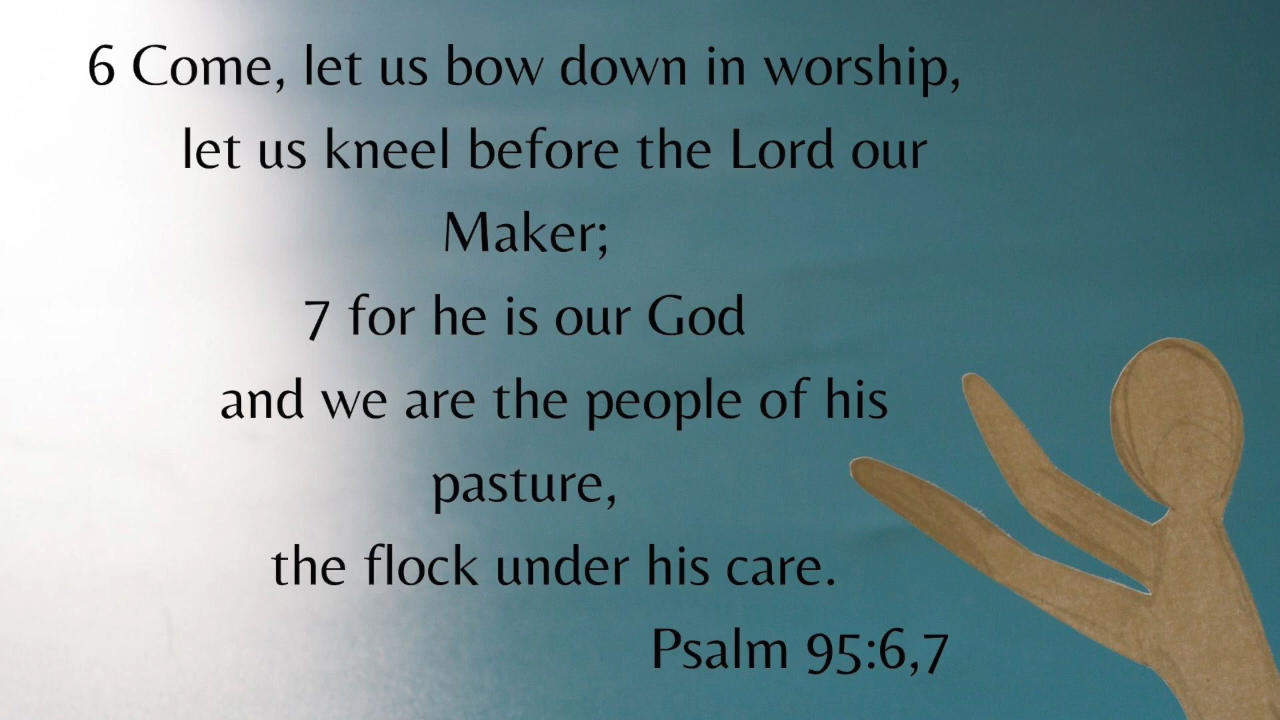 6 Come, let us bow down in worship,
let us kneel before the Lord our
Maker;
7 for he is our God
and we are the people of his
pasture,
the flock under his care.
Psalm 95:6,7